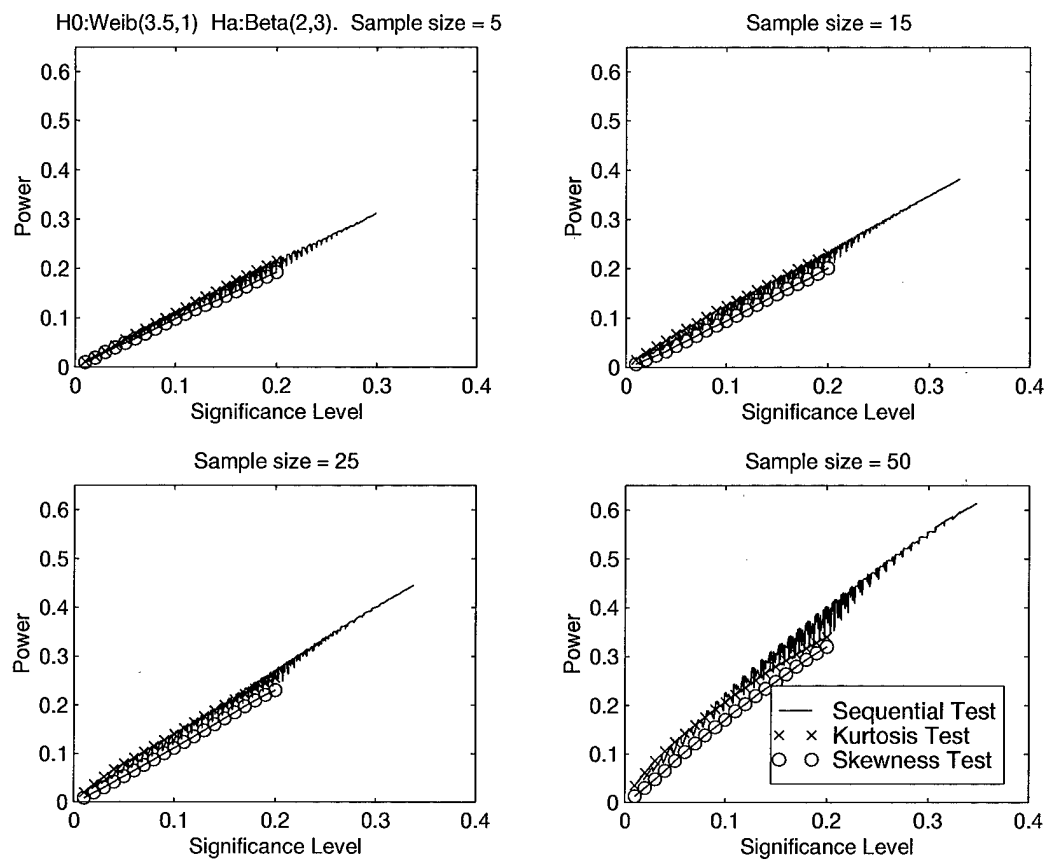 H0:Weib(3.5,1) Ha:Beta(2,3). Sample size = 5
0.6
0.5
0.4
0.3
0.2
0.1
0
Power
0 0.1 0.2 0.3 0.4
Significance Level
Sample size = 15
0.6
0.5
0.4
0.3
0.2
0.1
0
Power
0 0.1 0.2 0.3 0.4
Significance Level
Sample size = 25
0.6
0.5
0.4
0.3
0.2
0.1
0
Power
0 0.1 0.2 0.3 0.4
Significance Level
Sample size = 50
0.6
0.5
0.4
0.3
0.2
0.1
0
Power
Sequential Test
Kurtosis Test
Skewness Test
0 0.1 0.2 0.3 0.4
Significance Level